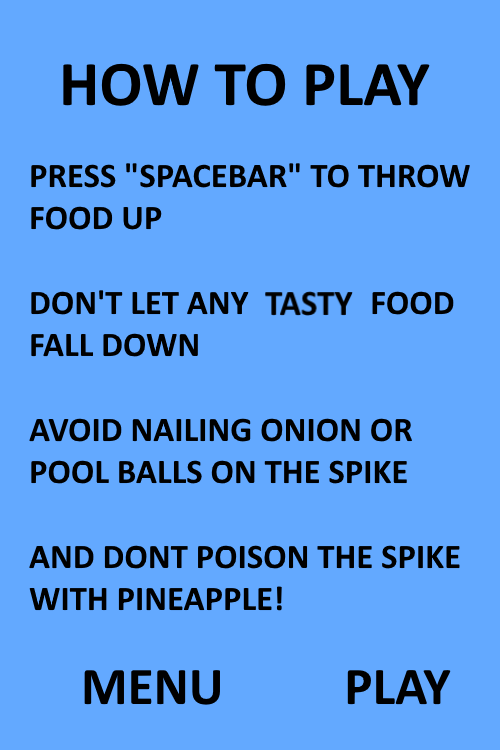 HOW TO PLAY
PRESS "SPACEBAR" TO THROW
FOOD UP
DON'T LET ANY TASTY FOOD
FALL DOWN
AVOID NAILING ONION OR
POOL BALLS ON THE SPIKE
AND DONT POISON THE SPIKE
WITH PINEAPPLE!
MENU PLAY